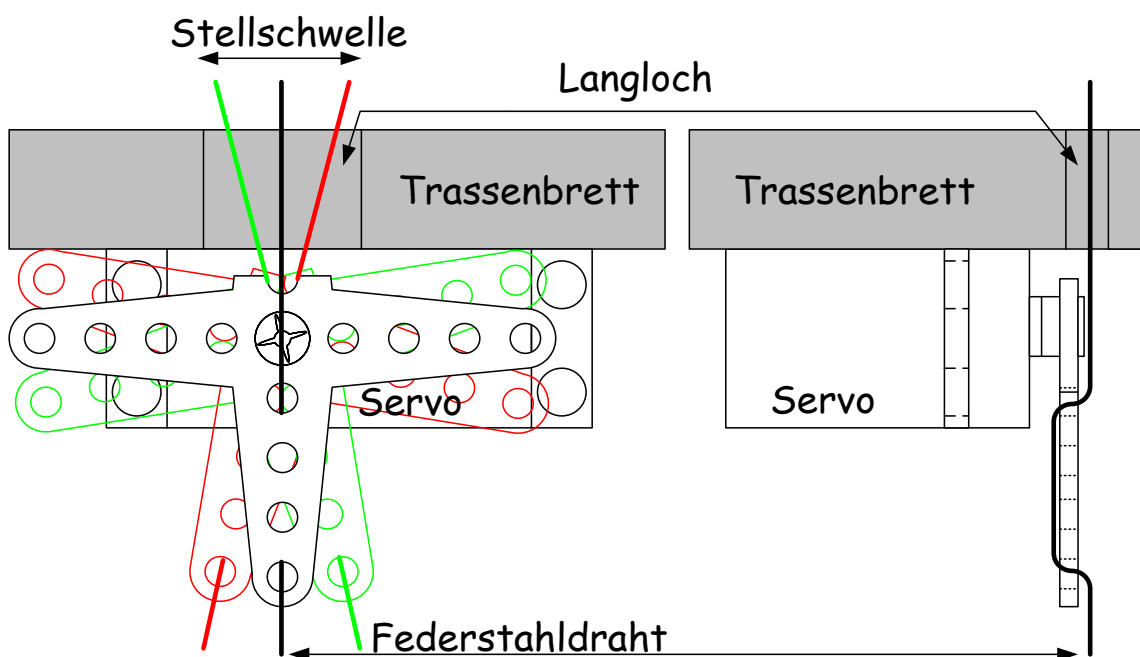 Stellschwelle
Langloch
Trassenbrett
Trassenbrett
Servo
Servo
Federstahldraht